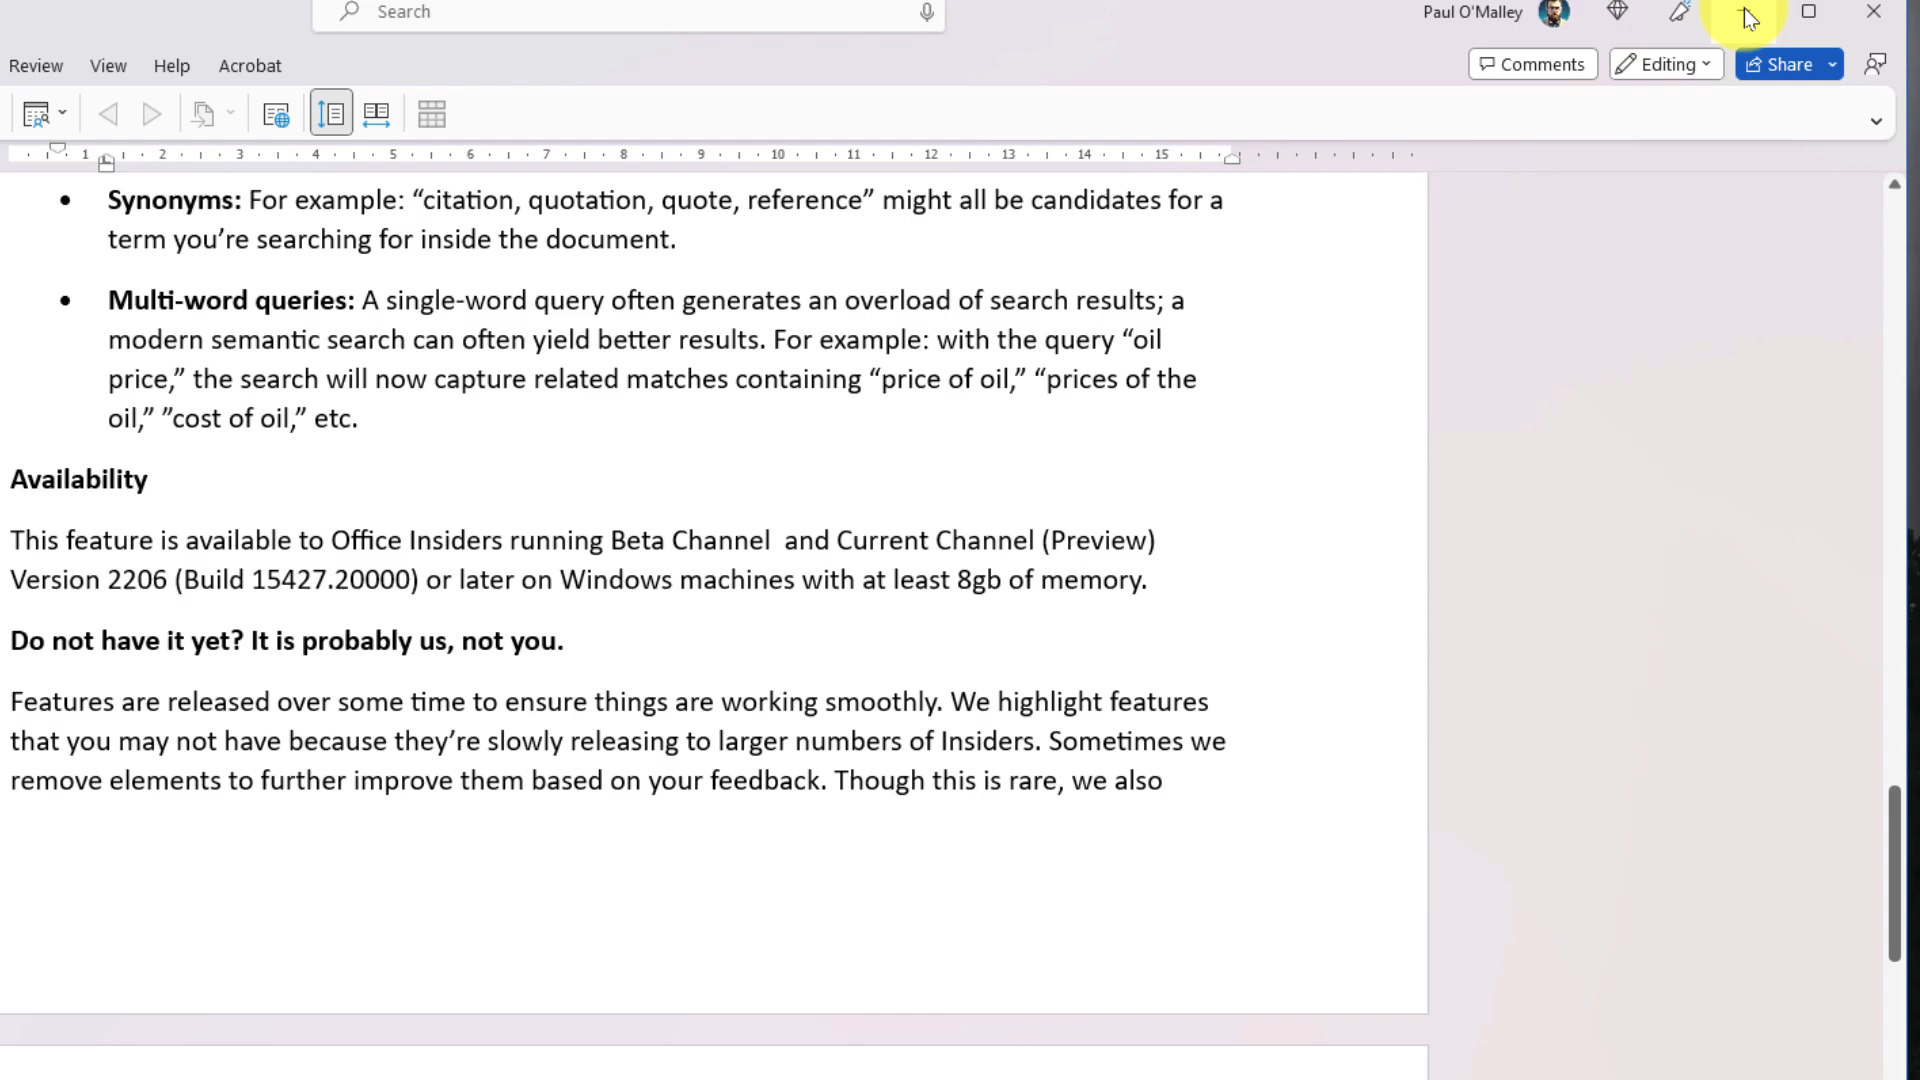 Search
Paul O'Malley
Review View Help Acrobat
Comments Editing Share
1 2 3 4 5 6 7 8 9 10 11 12 13 14 15
• Synonyms: For example: “citation, quotation, quote, reference” might all be candidates for a
term you’re searching for inside the document.
• Multi-word queries: A single-word query often generates an overload of search results; a
modern semantic search can often yield better results. For example: with the query “oil
price,” the search will now capture related matches containing “price of oil,” “prices of the
oil,” ”cost of oil,” etc.
Availability
This feature is available to Office Insiders running Beta Channel  and Current Channel (Preview)
Version 2206 (Build 15427.20000) or later on Windows machines with at least 8gb of memory.
Do not have it yet? It is probably us, not you.
Features are released over some time to ensure things are working smoothly. We highlight features
that you may not have because they’re slowly releasing to larger numbers of Insiders. Sometimes we
remove elements to further improve them based on your feedback. Though this is rare, we also